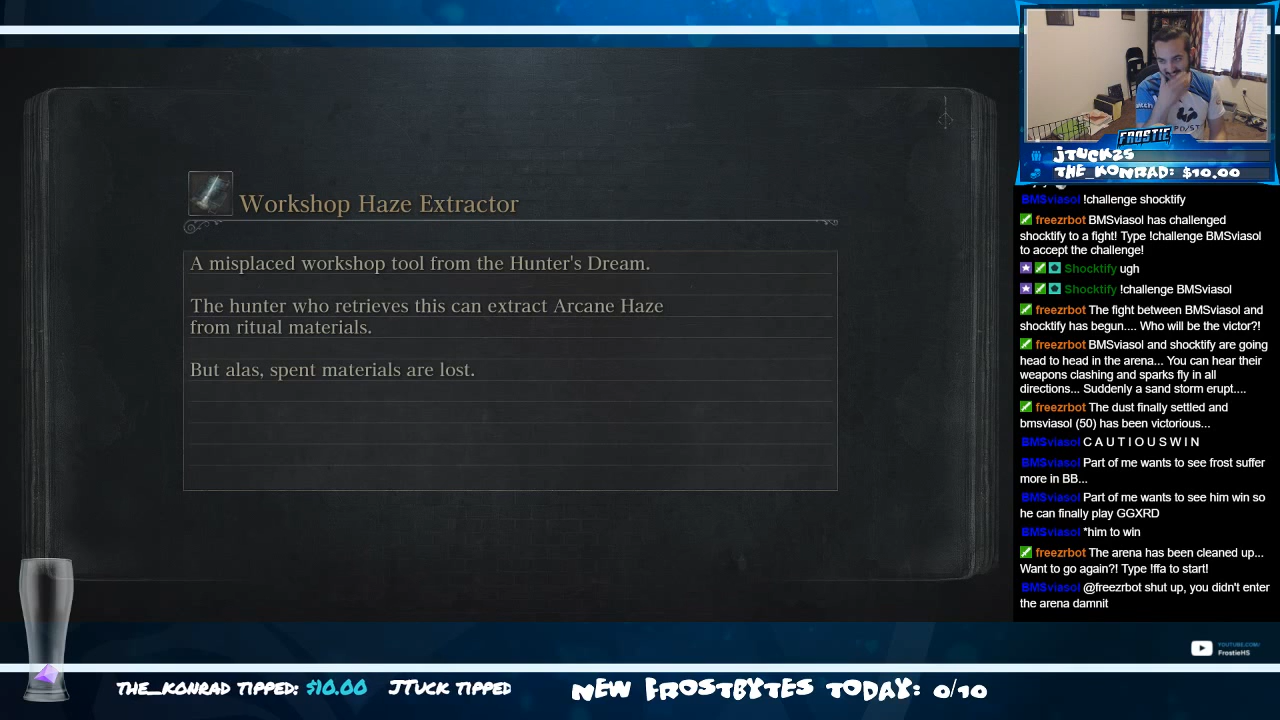 Workshop Haze Extractor
A misplaced workshop tool from the Hunter's Dream.
The hunter who retrieves this can extract Arcane Haze
from ritual materials.
But alas, spent materials are lost.
FROSTIE
JTUCK25
THE_KONRAD: $10.00
BMSviasol !challenge shocktify
freezrbot BMSviasol has challenged
shocktify to a fight! Type !challenge BMSviasol
to accept the challenge!
Shocktify ugh
Shocktify !challenge BMSviasol
freezrbot The fight between BMSviasol and
shocktify has begun.... Who will be the victor?!
freezrbot BMSviasol and shocktify are going
head to head in the arena... You can hear their
weapons clashing and sparks fly in all
directions... Suddenly a sand storm erupt....
freezrbot The dust finally settled and
bmsviasol (50) has been victorious...
BMSviasol C A U T I O U S W I N
BMSviasol Part of me wants to see frost suffer
more in BB...
BMSviasol Part of me wants to see him win so
he can finally play GGXRD
BMSviasol *him to win
freezrbot The arena has been cleaned up...
Want to go again?! Type !ffa to start!
BMSviasol @freezrbot shut up, you didn't enter
the arena damnit
YOUTUBE.COM/
FrostieHS
THE_KONRAD TIPPED: $10.00 JTUCK TIPPED
NEW FROSTBYTES TODAY: 0/10